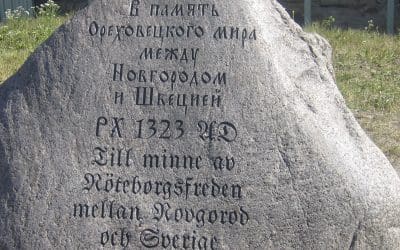 В память
Ореховецкого мира
между
Новгородом
и Швецией
РХ 1323 AD
Till minne av
Nöteborgsfreden
mellan Novgorod
och Sverige